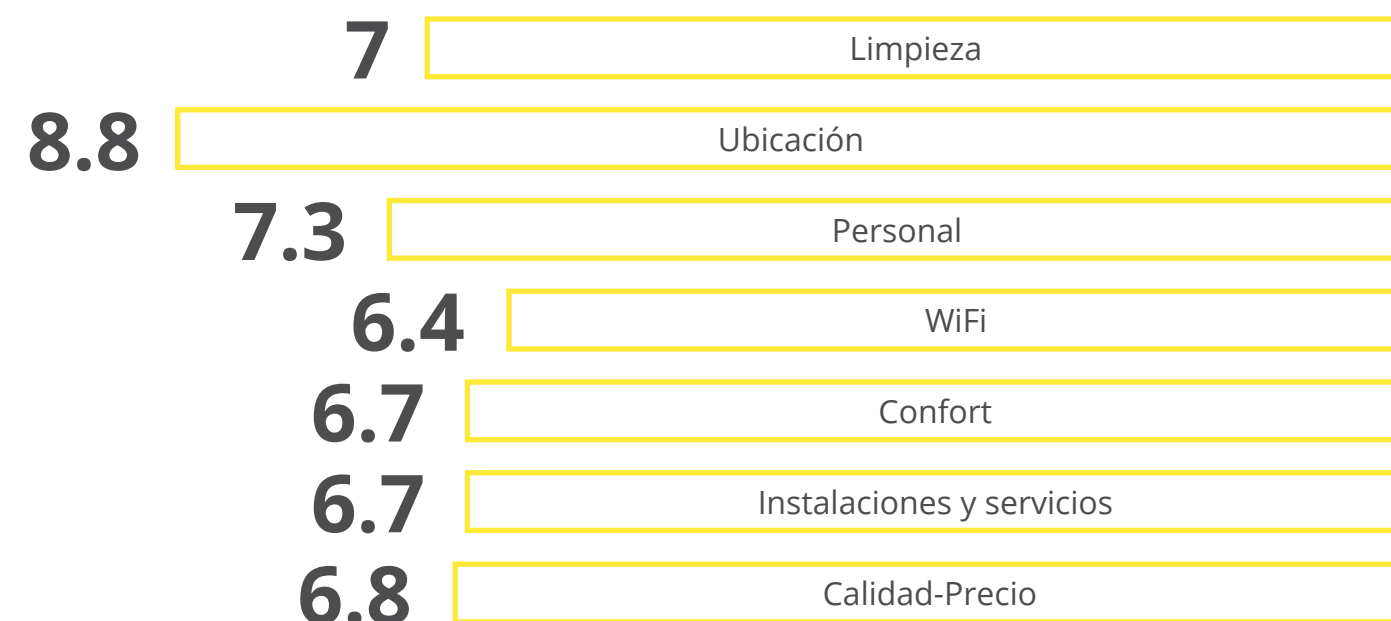 7 Limpieza
8.8 Ubicación
7.3 Personal
6.4 WiFi
6.7 Confort
6.7 Instalaciones y servicios
6.8 Calidad-Precio